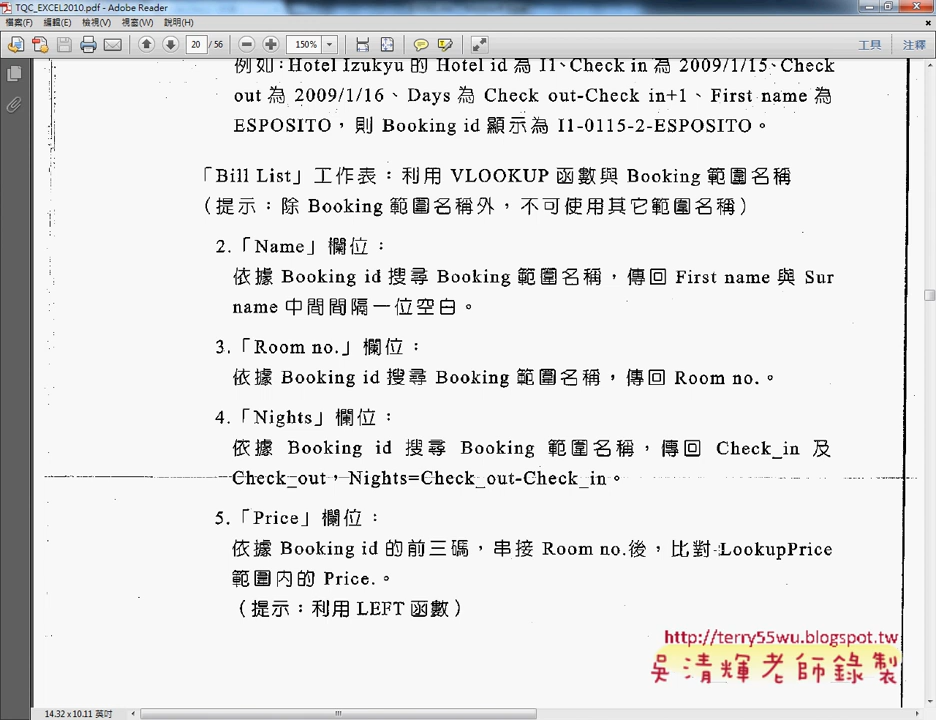 TQC_EXCEL2010.pdf - Adobe Reader
檔案(F) 編輯(E) 檢視(V) 視窗(W) 說明(H)
20 / 56 150% 工具 注釋
例如：Hotel Izukyu 的 Hotel id 為 I1、Check in 為 2009/1/15、Check
out 為 2009/1/16、Days 為 Check out-Check in+1、First name 為
ESPOSITO，則 Booking id 顯示為 I1-0115-2-ESPOSITO。
「Bill List」工作表：利用 VLOOKUP 函數與 Booking 範圍名稱
（提示：除 Booking 範圍名稱外，不可使用其它範圍名稱）
2.「Name」欄位：
依據 Booking id 搜尋 Booking 範圍名稱，傳回 First name 與 Sur
name 中間間隔一位空白。
3.「Room no.」欄位：
依據 Booking id 搜尋 Booking 範圍名稱，傳回 Room no.。
4.「Nights」欄位：
依據 Booking id 搜尋 Booking 範圍名稱，傳回 Check_in 及
Check_out，Nights=Check_out-Check_in。
5.「Price」欄位：
依據 Booking id 的前三碼，串接 Room no.後，比對 LookupPrice
範圍內的 Price.。
（提示：利用 LEFT 函數）
http://terry55wu.blogspot.tw
吳清輝老師錄製
14.32 x 10.11 英吋